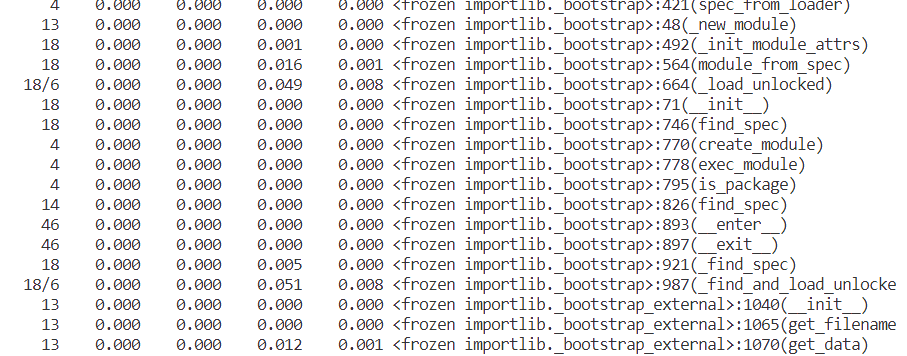 4 0.000 0.000 0.000 0.000 <frozen importlib._bootstrap>:421(spec_from_loader)
13 0.000 0.000 0.000 0.000 <frozen importlib._bootstrap>:48(_new_module)
18 0.000 0.000 0.001 0.000 <frozen importlib._bootstrap>:492(_init_module_attrs)
18 0.000 0.000 0.016 0.001 <frozen importlib._bootstrap>:564(module_from_spec)
18/6 0.000 0.000 0.049 0.008 <frozen importlib._bootstrap>:664(_load_unlocked)
18 0.000 0.000 0.000 0.000 <frozen importlib._bootstrap>:71(__init__)
18 0.000 0.000 0.000 0.000 <frozen importlib._bootstrap>:746(find_spec)
4 0.000 0.000 0.000 0.000 <frozen importlib._bootstrap>:770(create_module)
4 0.000 0.000 0.000 0.000 <frozen importlib._bootstrap>:778(exec_module)
4 0.000 0.000 0.000 0.000 <frozen importlib._bootstrap>:795(is_package)
14 0.000 0.000 0.000 0.000 <frozen importlib._bootstrap>:826(find_spec)
46 0.000 0.000 0.000 0.000 <frozen importlib._bootstrap>:893(__enter__)
46 0.000 0.000 0.000 0.000 <frozen importlib._bootstrap>:897(__exit__)
18 0.000 0.000 0.005 0.000 <frozen importlib._bootstrap>:921(_find_spec)
18/6 0.000 0.000 0.051 0.008 <frozen importlib._bootstrap>:987(_find_and_load_unlocke
13 0.000 0.000 0.000 0.000 <frozen importlib._bootstrap_external>:1040(__init__)
13 0.000 0.000 0.000 0.000 <frozen importlib._bootstrap_external>:1065(get_filename
13 0.000 0.000 0.012 0.001 <frozen importlib._bootstrap_external>:1070(get_data)